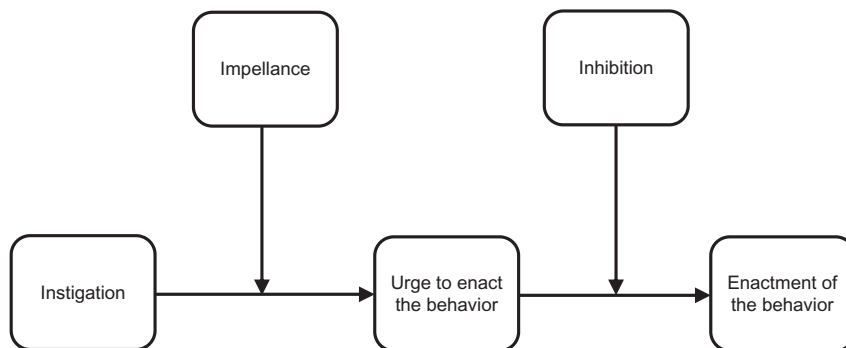 Impellance
Inhibition
Instigation
Urge to enact
the behavior
Enactment of
the behavior